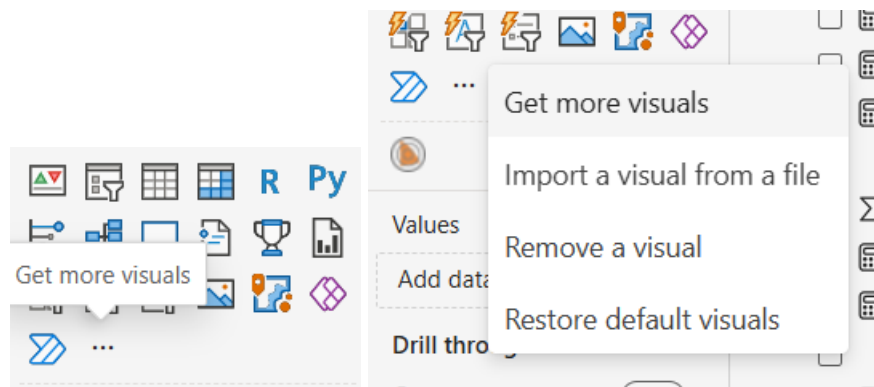 R Py
Get more visuals
...
...
Get more visuals
Import a visual from a file
Remove a visual
Restore default visuals
Values
Add data
Drill thro